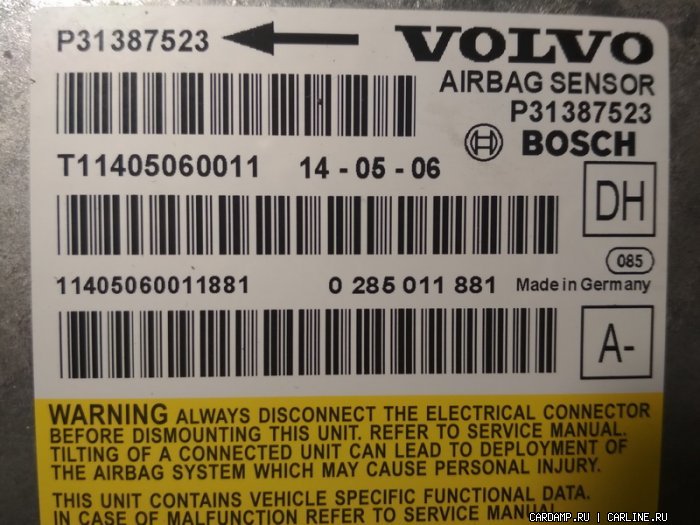 P31387523
VOLVO
AIRBAG SENSOR
P31387523
BOSCH
T11405060011 14 - 05 - 06
DH
085
11405060011881 0 285 011 881 Made in Germany
A-
WARNING ALWAYS DISCONNECT THE ELECTRICAL CONNECTOR
BEFORE DISMOUNTING THIS UNIT. REFER TO SERVICE MANUAL.
TILTING OF A CONNECTED UNIT CAN LEAD TO DEPLOYMENT OF
THE AIRBAG SYSTEM WHICH MAY CAUSE PERSONAL INJURY.
THIS UNIT CONTAINS VEHICLE SPECIFIC FUNCTIONAL DATA.
IN CASE OF MALFUNCTION REFER TO SERVICE MANUAL.
CARDAMP.RU | CARLINE.RU